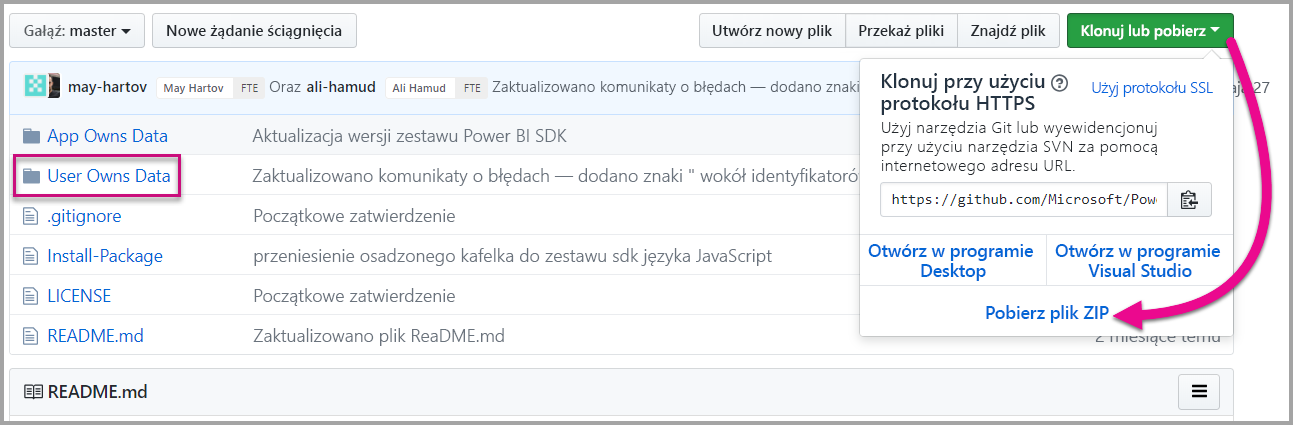 Gałąź: master
Nowe żądanie ściągnięcia
Utwórz nowy plik
Przekaż pliki
Znajdź plik
Klonuj lub pobierz
may-hartov May Hartov FTE Oraz ali-hamud Ali Hamud FTE Zaktualizowano komunikaty o błędach — dodano znaki
27
App Owns Data
Aktualizacja wersji zestawu Power BI SDK
User Owns Data
Zaktualizowano komunikaty o błędach — dodano znaki " wokół identyfikatorów
.gitignore
Początkowe zatwierdzenie
Install-Package
przeniesienie osadzonego kafelka do zestawu sdk języka JavaScript
LICENSE
Początkowe zatwierdzenie
README.md
Zaktualizowano plik ReaDME.md
2 miesiące temu
Klonuj przy użyciu
protokołu HTTPS
Użyj protokołu SSL
Użyj narzędzia Git lub wyewidencjonuj
przy użyciu narzędzia SVN za pomocą
internetowego adresu URL.
https://github.com/Microsoft/Pow
Otwórz w programie
Desktop
Otwórz w programie
Visual Studio
Pobierz plik ZIP
README.md